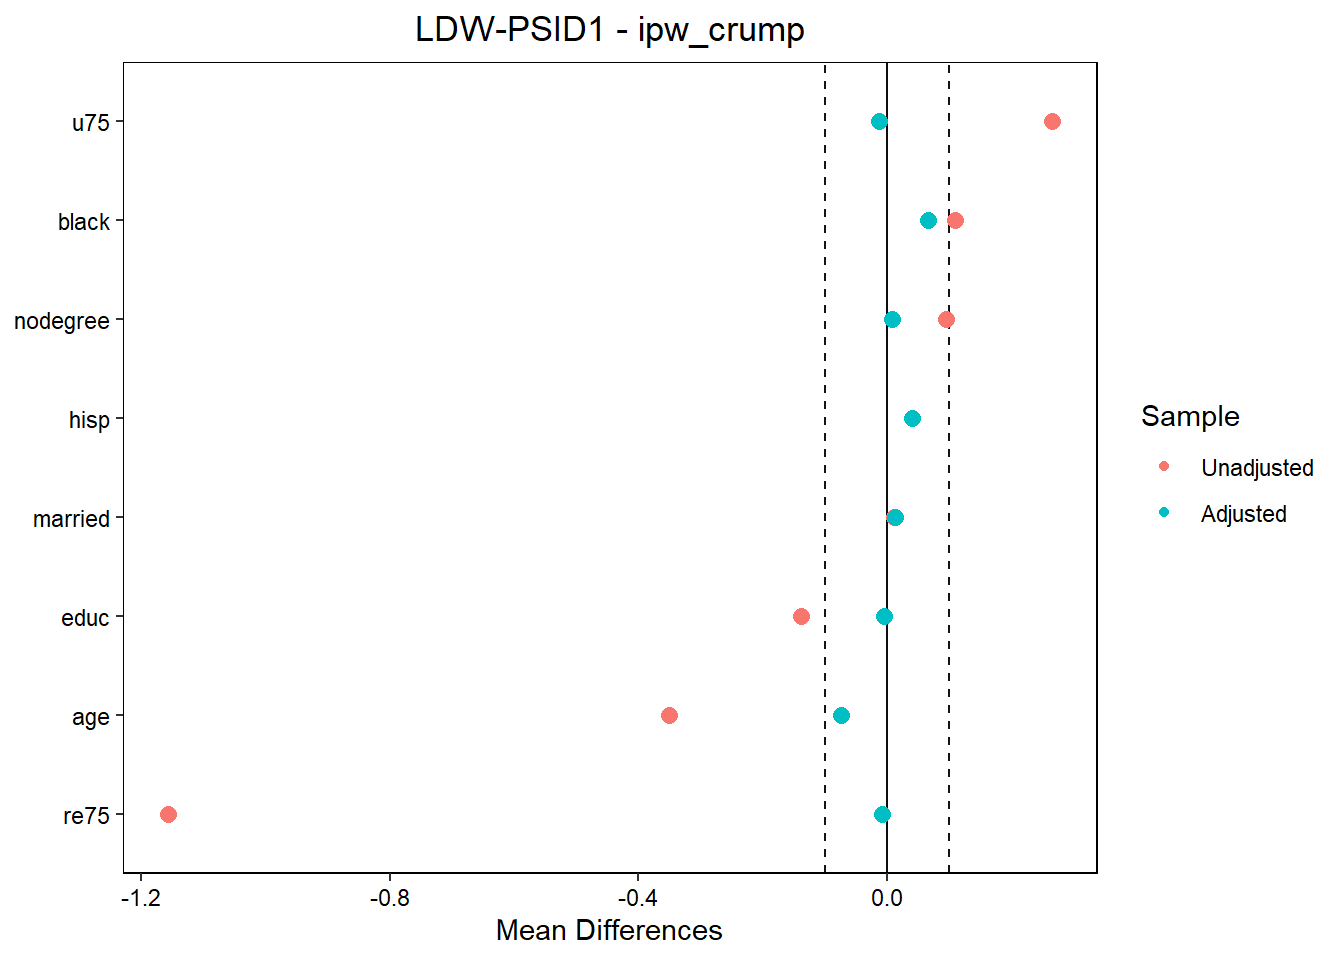 LDW-PSID1 - ipw_crump
u75
black
nodegree
hisp
married
educ
age
re75
-1.2 -0.8 -0.4 0.0
Mean Differences
Sample
Unadjusted
Adjusted